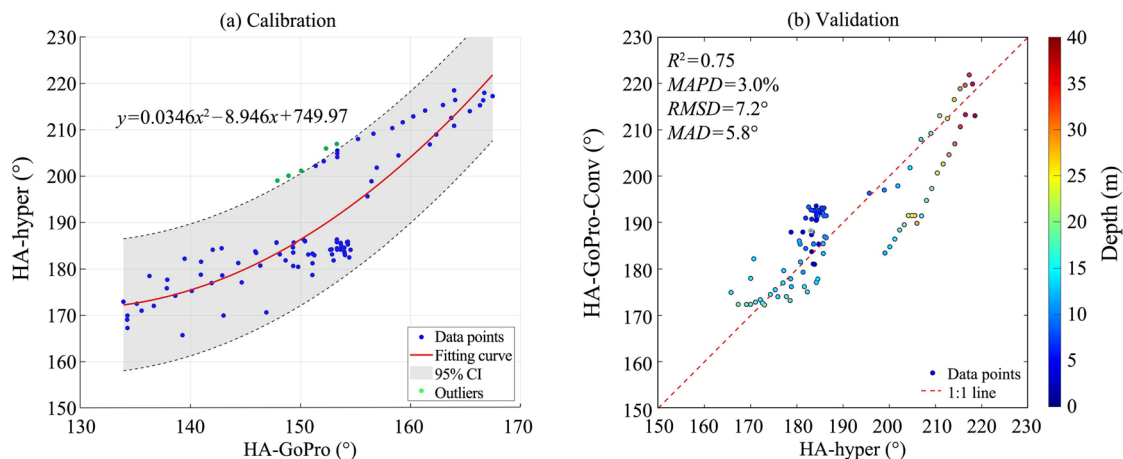 (a) Calibration
230
220
210
200
190
180
170
160
150
HA-hyper (°)
y=0.0346x²−8.946x+749.97
Data points
Fitting curve
95% CI
Outliers
140
150
160
170
HA-GoPro (°)
(b) Validation
230
220
210
200
190
180
170
160
150
HA-GoPro-Conv (°)
R²=0.75
MAPD=3.0%
RMSD=7.2°
MAD=5.8°
Data points
1:1 line
150 160 170 180 190 200 210 220 230
HA-hyper (°)
40
35
30
25
20
15
10
5
0
Depth (m)